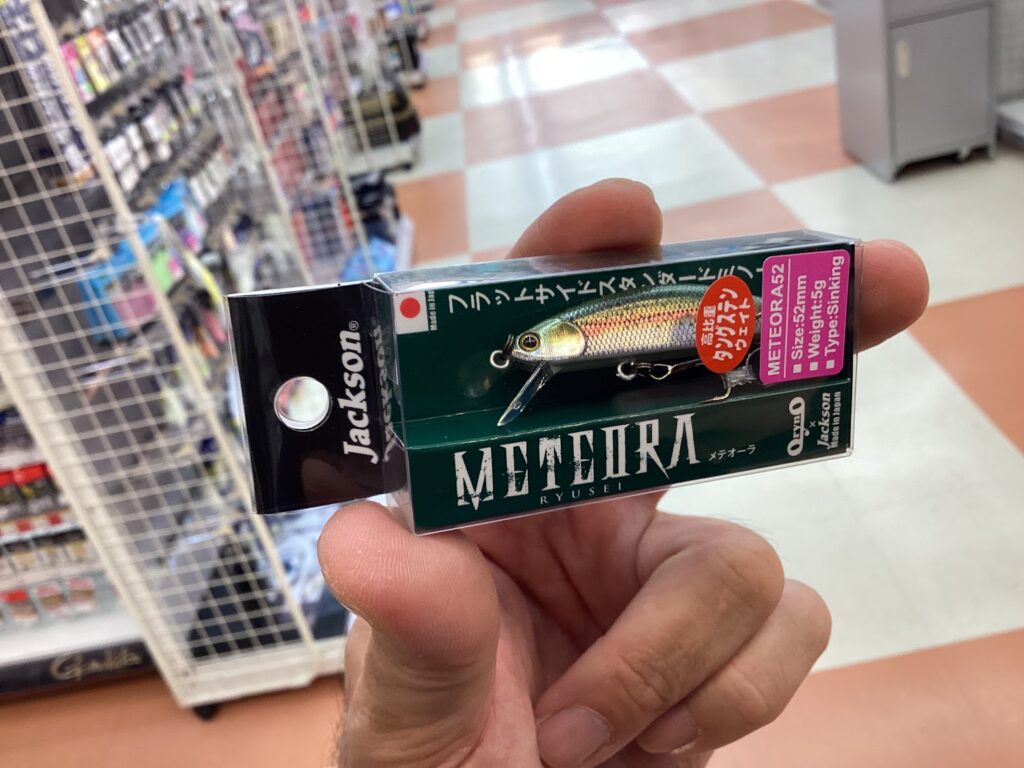 Jackson®
Made in Japan
フラットサイドスタンダードミノー
高比重
タングステン
ウェイト
METEORA52
■ Size:52mm
■ Weight:5g
■ Type:Sinking
METEORA
メテオーラ
RYUSEI
×
Jackson
Made in Japan
Gamakatsu